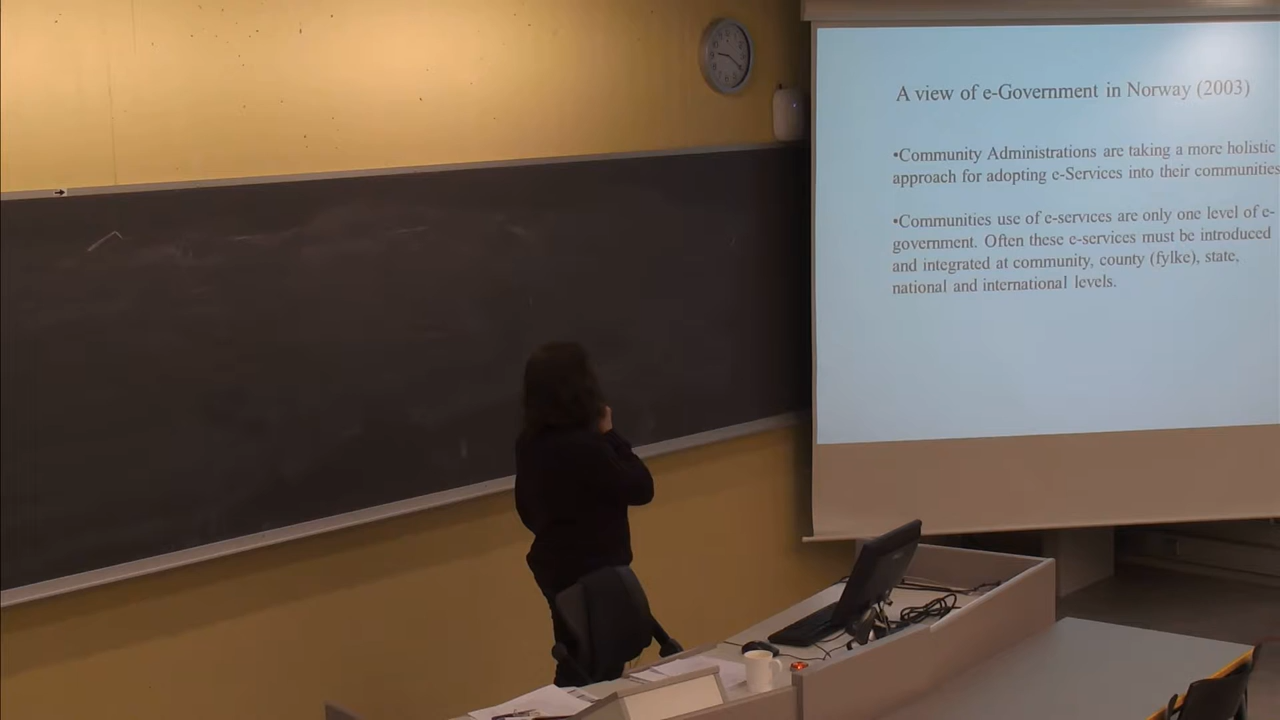 A view of e-Government in Norway (2003)
•Community Administrations are taking a more holistic
approach for adopting e-Services into their communities
•Communities use of e-services are only one level of e-
government. Often these e-services must be introduced
and integrated at community, county (fylke), state,
national and international levels.